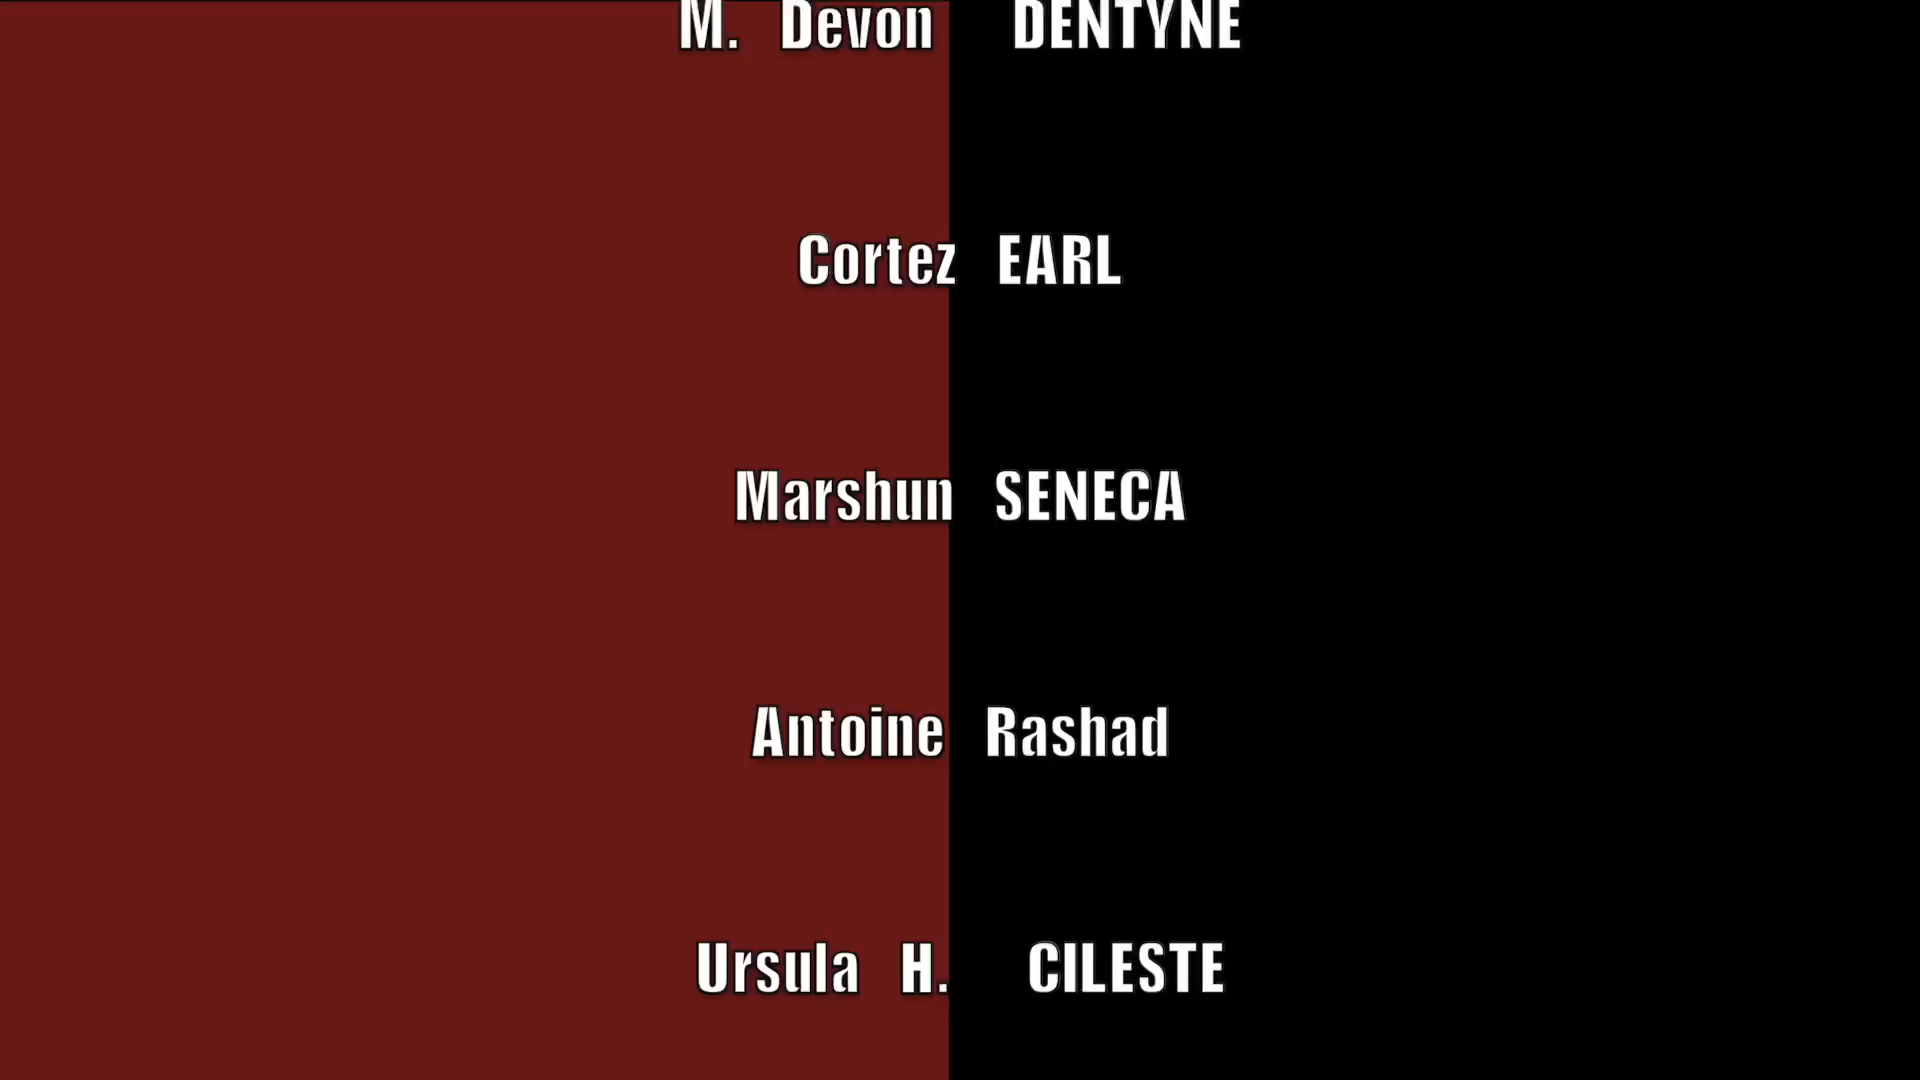 M. Devon DENTYNE
Cortez EARL
Marshun SENECA
Antoine Rashad
Ursula H. CILESTE